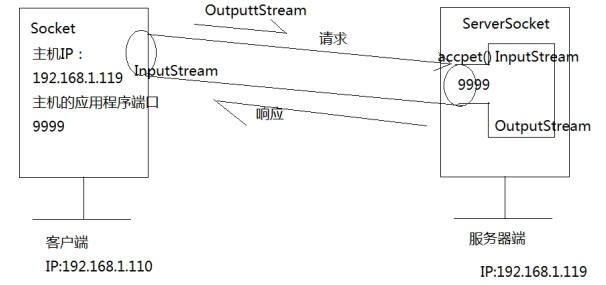 OutputtStream
Socket
主机IP：
192.168.1.119
主机的应用程序端口
9999
InputStream
请求
响应
ServerSocket
accpet()
InputStream
9999
OutputStream
客户端
IP:192.168.1.110
服务器端
IP:192.168.1.119